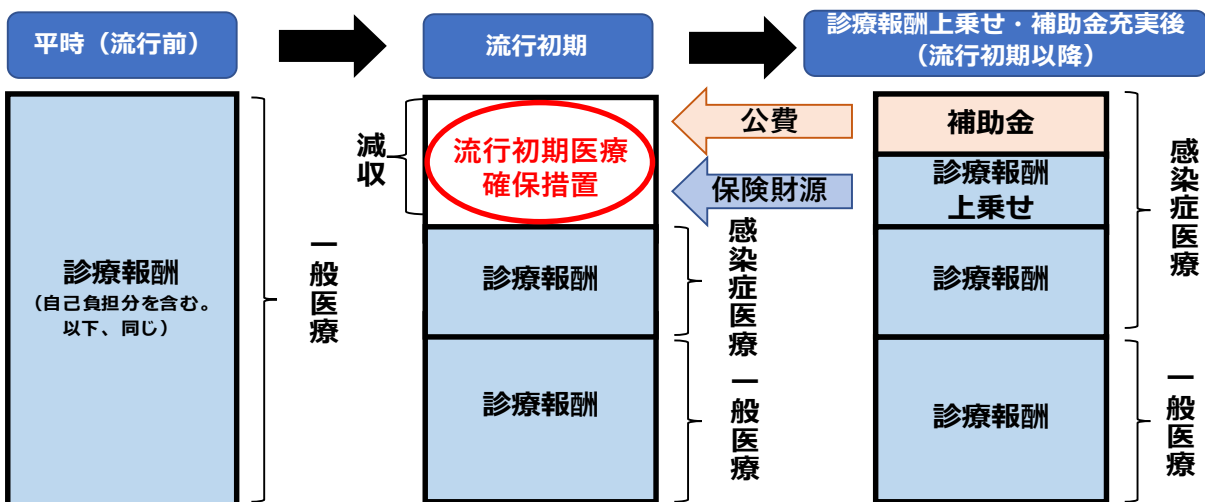 平時（流行前）
流行初期
診療報酬上乗せ・補助金充実後
（流行初期以降）
診療報酬
（自己負担分を含む。
以下、同じ）
一般医療
減収
流行初期医療
確保措置
診療報酬
感染症医療
診療報酬
一般医療
公費
保険財源
補助金
診療報酬
上乗せ
診療報酬
感染症医療
診療報酬
一般医療